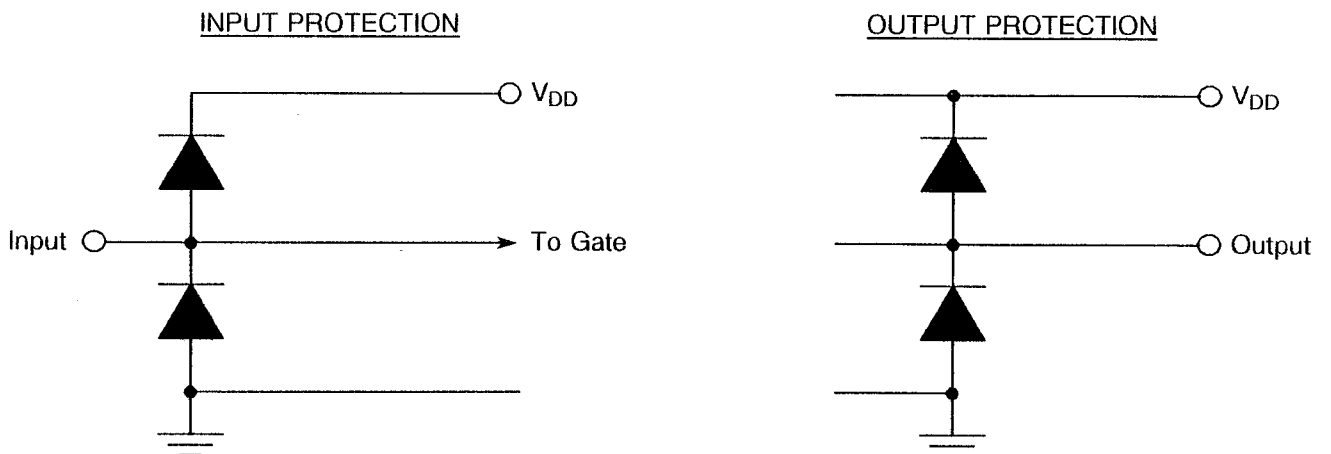 INPUT PROTECTION
V_DD
Input
To Gate
OUTPUT PROTECTION
V_DD
Output